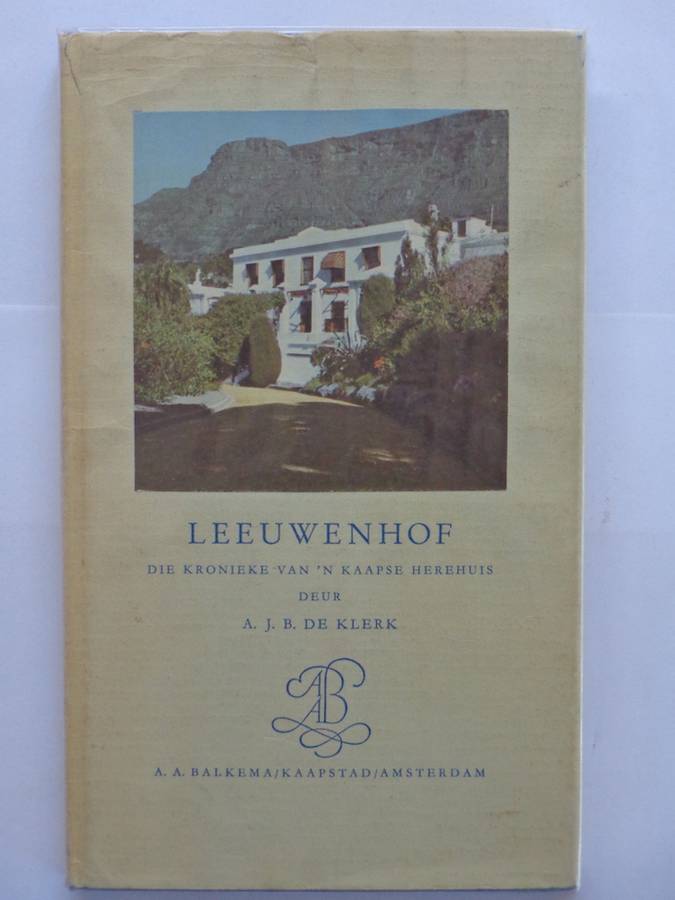 LEEUWENHOF
DIE KRONIEKE VAN 'N KAAPSE HEREHUIS
DEUR
A. J. B. DE KLERK
AAB
A. A. BALKEMA/KAAPSTAD/AMSTERDAM